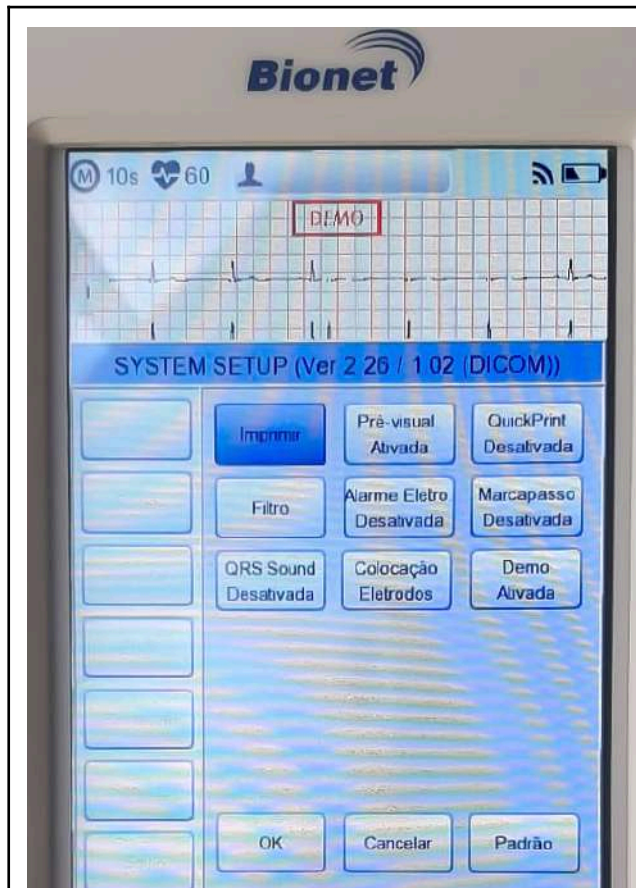 Bionet
M 10s 60
DEMO
SYSTEM SETUP (Ver 2 26 / 1 02 (DICOM))
Imprimir
Pré-visual
Ativada
QuickPrint
Desativada
Filtro
Alarme Eletro
Desativada
Marcapasso
Desativada
QRS Sound
Desativada
Colocação
Eletrodos
Demo
Ativada
OK
Cancelar
Padrão